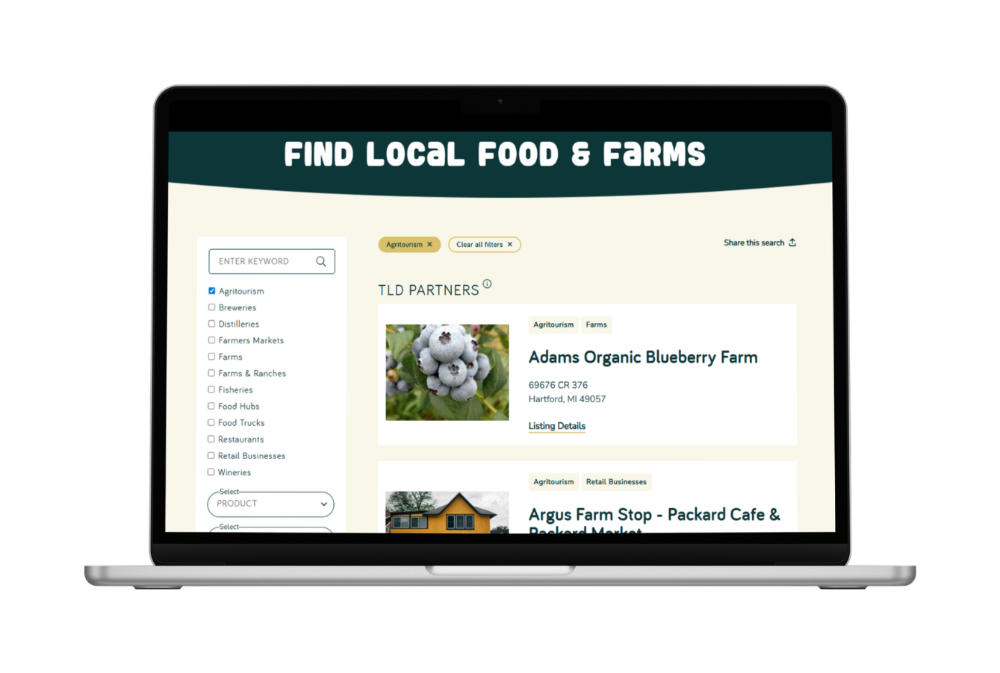 FIND LOCaL FOOD & FaRMS
ENTER KEYWORD
Agritourism
Breweries
Distilleries
Farmers Markets
Farms
Farms & Ranches
Fisheries
Food Hubs
Food Trucks
Restaurants
Retail Businesses
Wineries
Select
PRODUCT
Select
Agritourism ✕
Clear all filters ✕
Share this search
TLD PARTNERS
Agritourism Farms
Adams Organic Blueberry Farm
69676 CR 376
Hartford, MI 49057
Listing Details
Agritourism Retail Businesses
Argus Farm Stop - Packard Cafe &
Packard Market